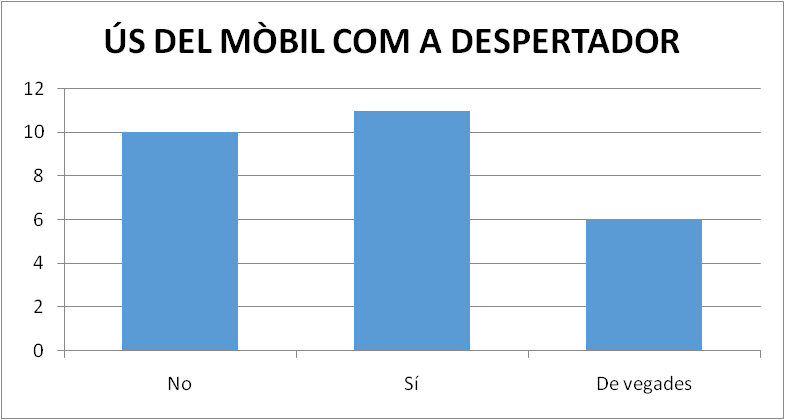 ÚS DEL MÒBIL COM A DESPERTADOR
12
10
8
6
4
2
0
No
Sí
De vegades